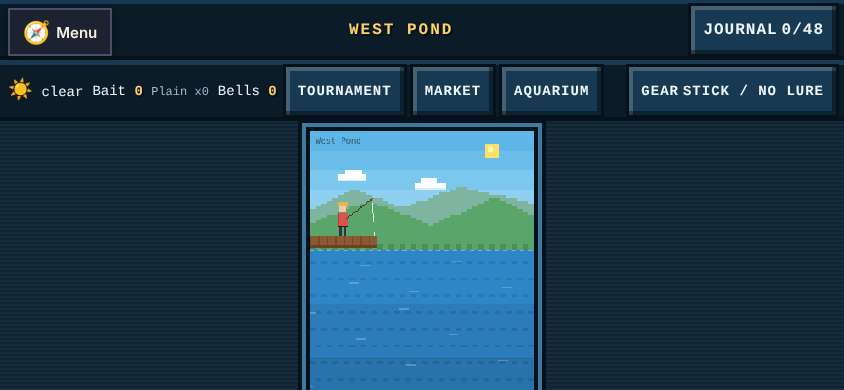 Menu
WEST POND
JOURNAL 0/48
clear Bait 0 Plain x0 Bells 0
TOURNAMENT
MARKET
AQUARIUM
GEAR STICK / NO LURE
West Pond